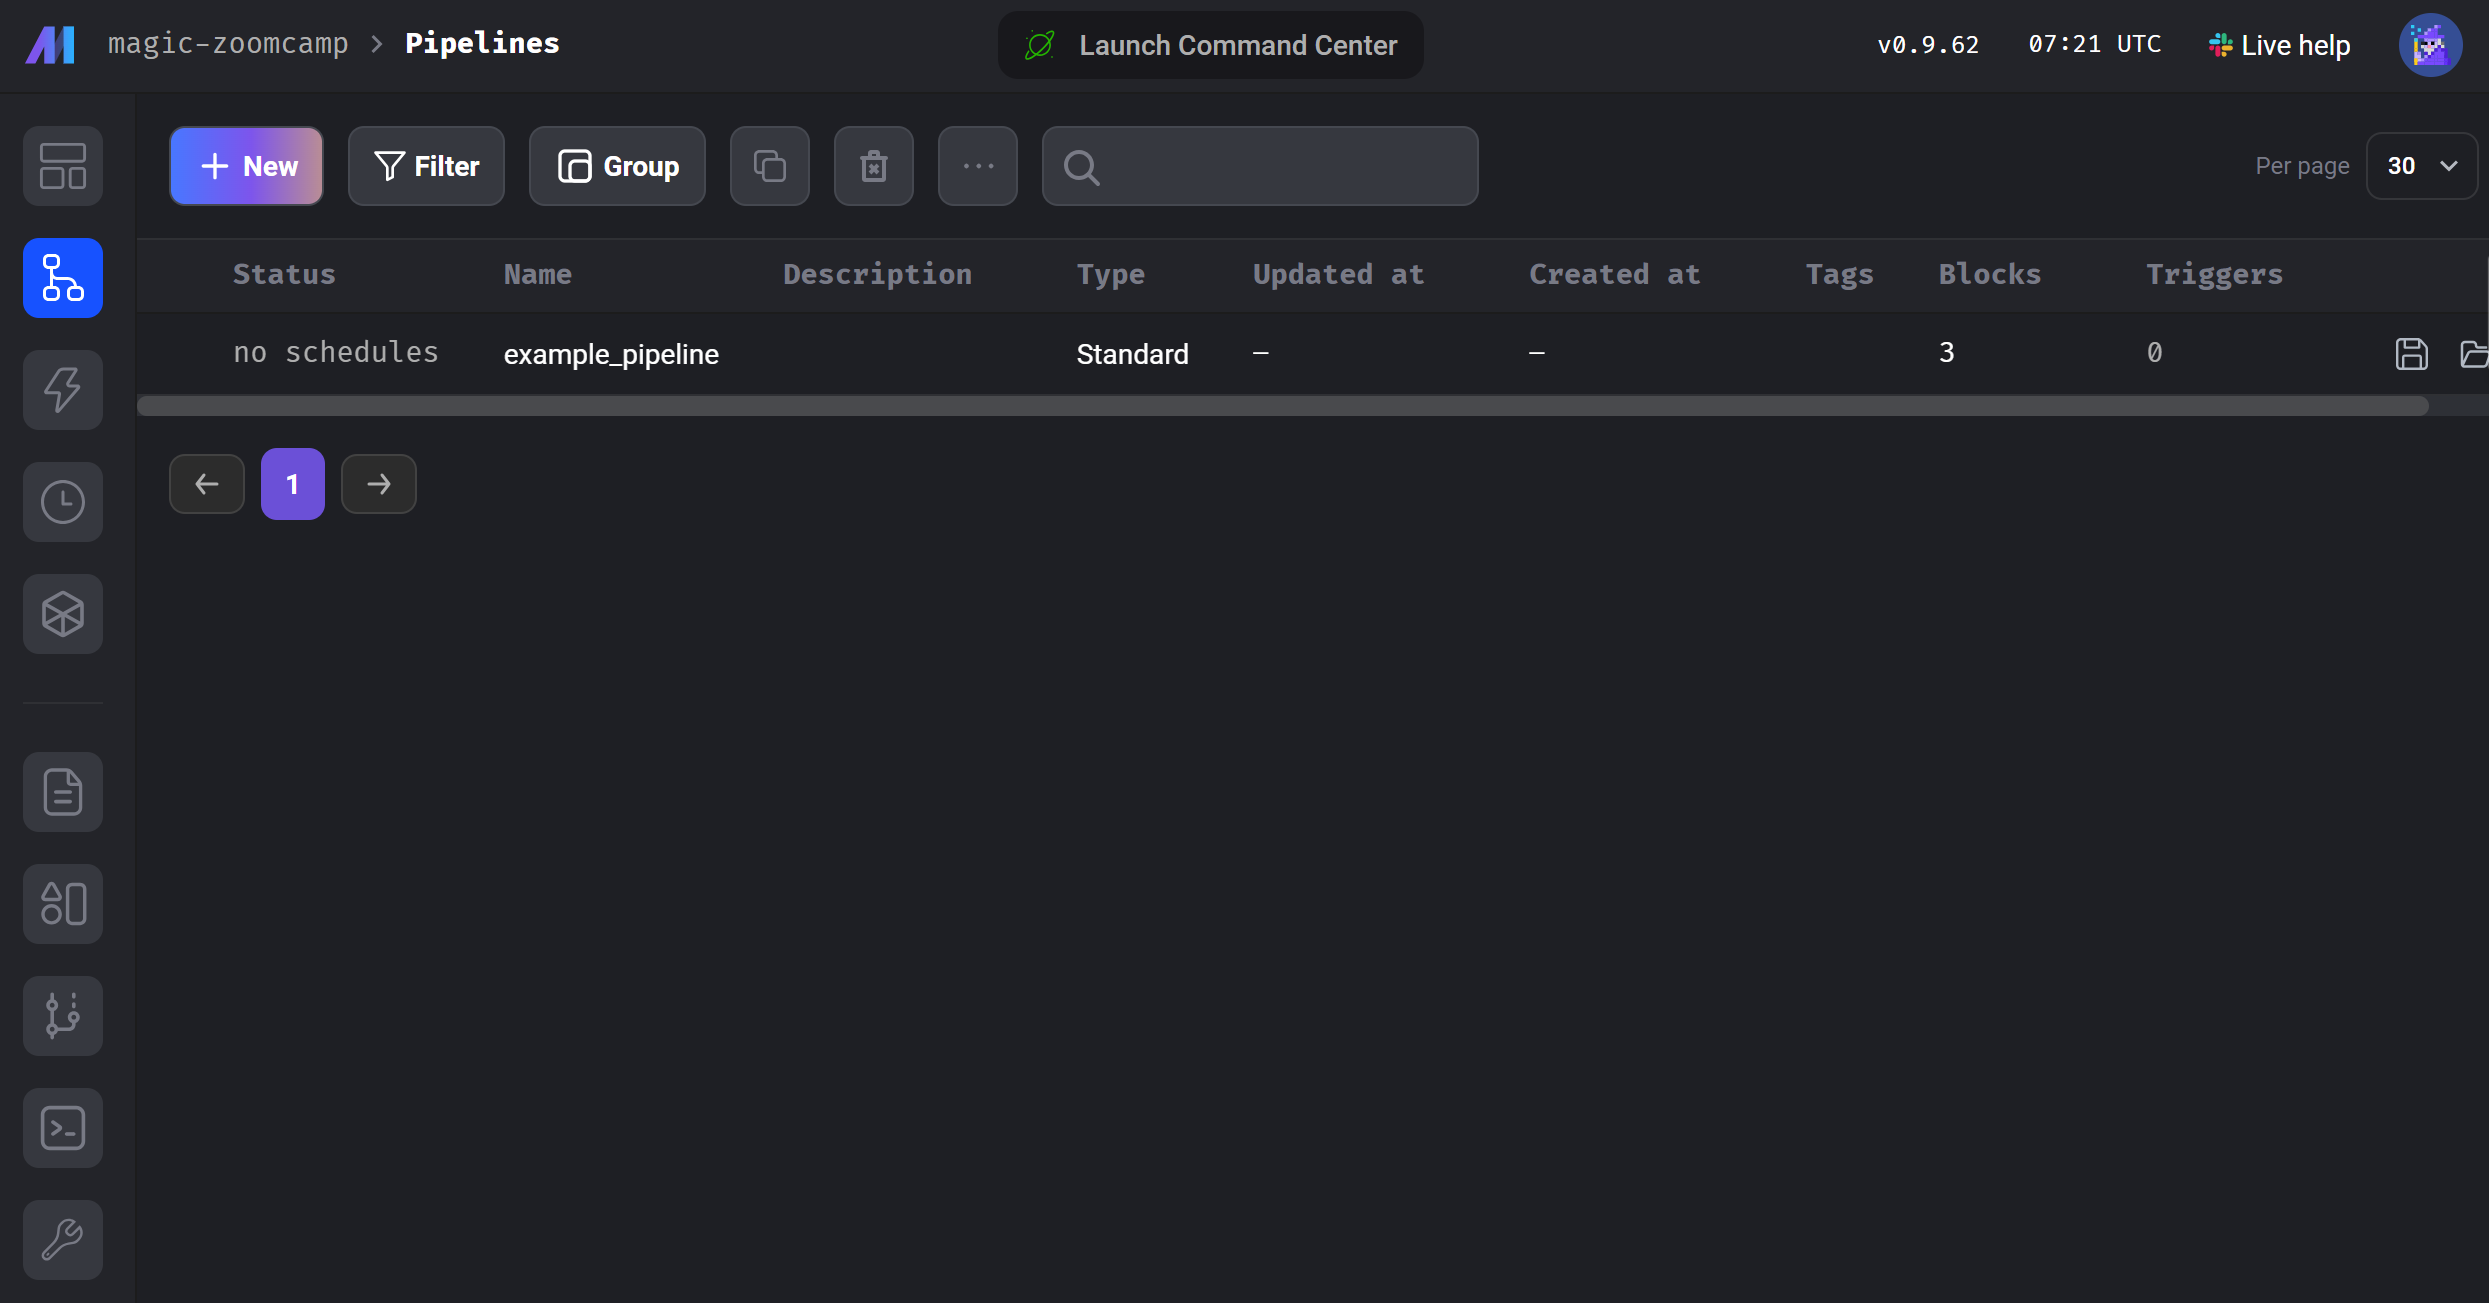 magic-zoomcamp > Pipelines
Launch Command Center
v0.9.62 07:21 UTC Live help
New Filter Group Per page 30
Status Name Description Type Updated at Created at Tags Blocks Triggers
no schedules example_pipeline Standard — — 3 0
1